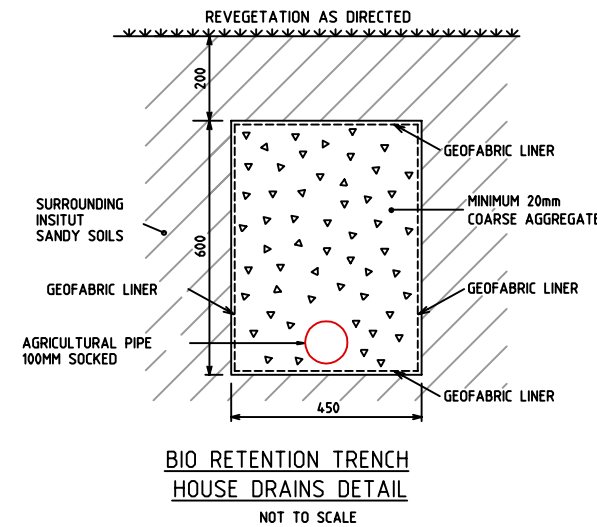 REVEGETATION AS DIRECTED
200
GEOFABRIC LINER
SURROUNDING
INSITUT
SANDY SOILS
MINIMUM 20mm
COARSE AGGREGATE
600
GEOFABRIC LINER
GEOFABRIC LINER
AGRICULTURAL PIPE
100MM SOCKED
GEOFABRIC LINER
450
BIO RETENTION TRENCH
HOUSE DRAINS DETAIL
NOT TO SCALE